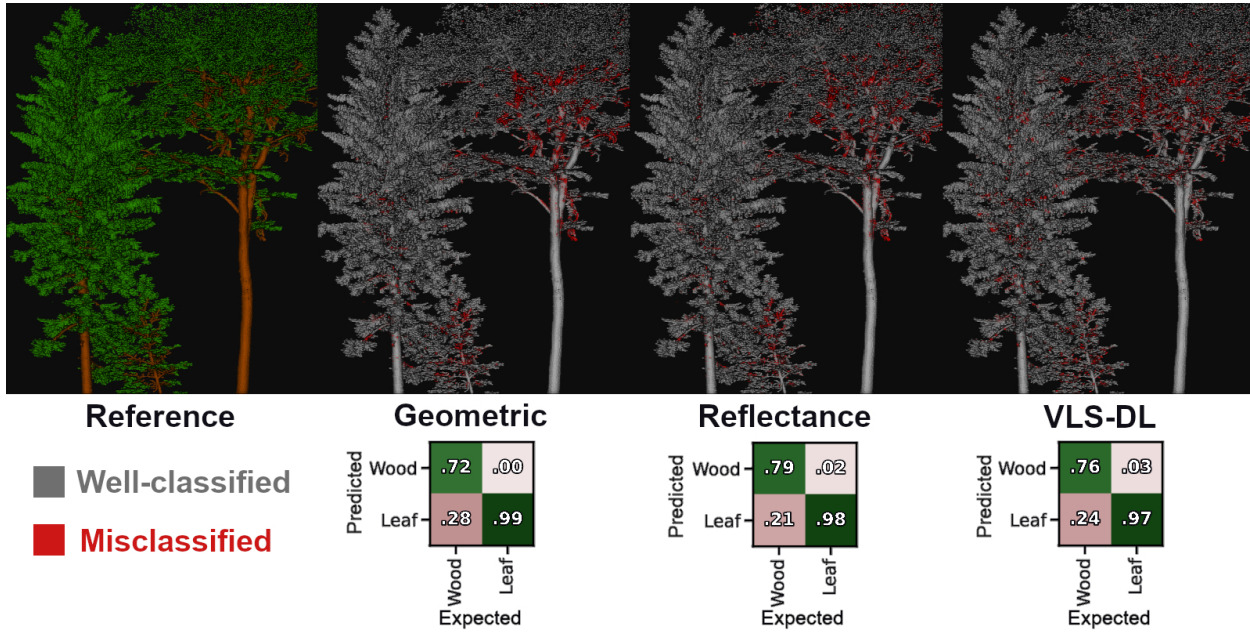 Reference
Geometric
Reflectance
VLS-DL
Well-classified
Misclassified
Predicted
Wood
Leaf
.72 .00
.28 .99
Wood Leaf
Expected
Predicted
Wood
Leaf
.79 .02
.21 .98
Wood Leaf
Expected
Predicted
Wood
Leaf
.76 .03
.24 .97
Wood Leaf
Expected